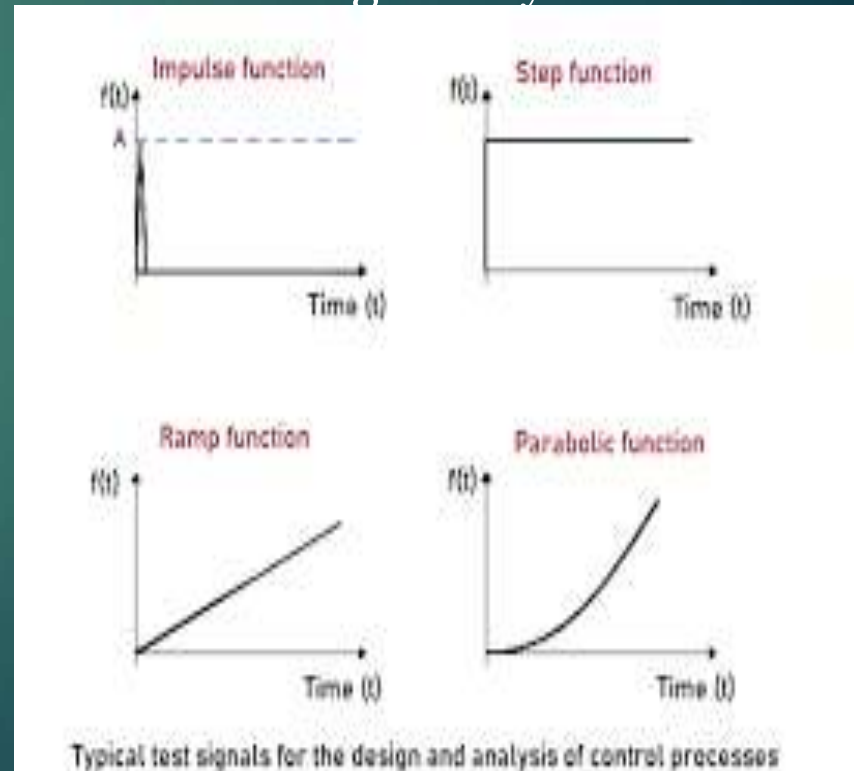 Impulse function
f(t)
A
Time (t)
Step function
f(t)
Time (t)
Ramp function
f(t)
Time (t)
Parabolic function
f(t)
Time (t)
Typical test signals for the design and analysis of control processes